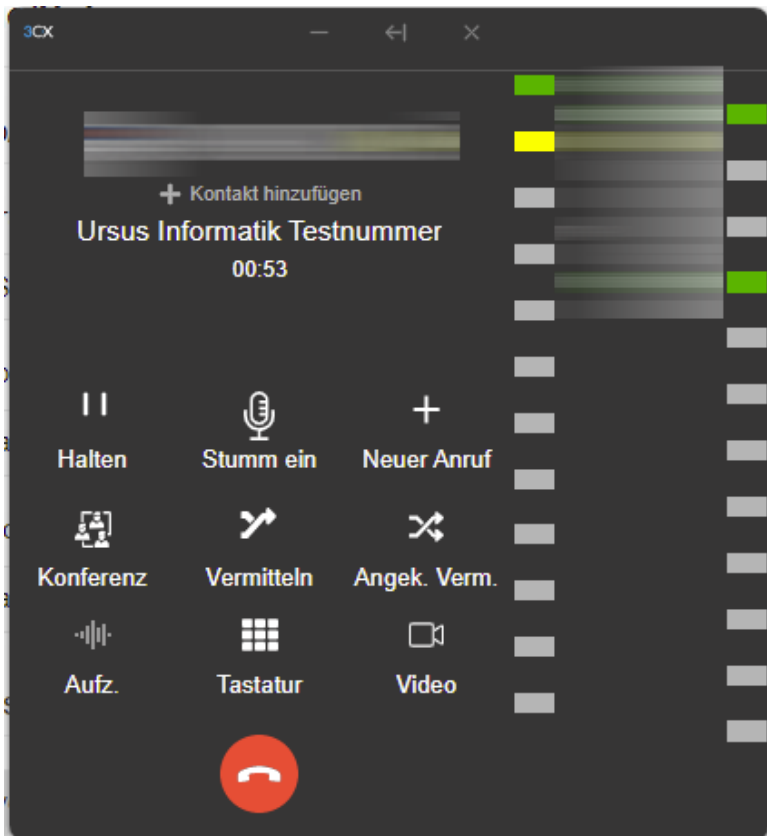 3CX
Kontakt hinzufügen
Ursus Informatik Testnummer
00:53
Halten
Stumm ein
Neuer Anruf
Konferenz
Vermitteln
Angek. Verm.
Aufz.
Tastatur
Video